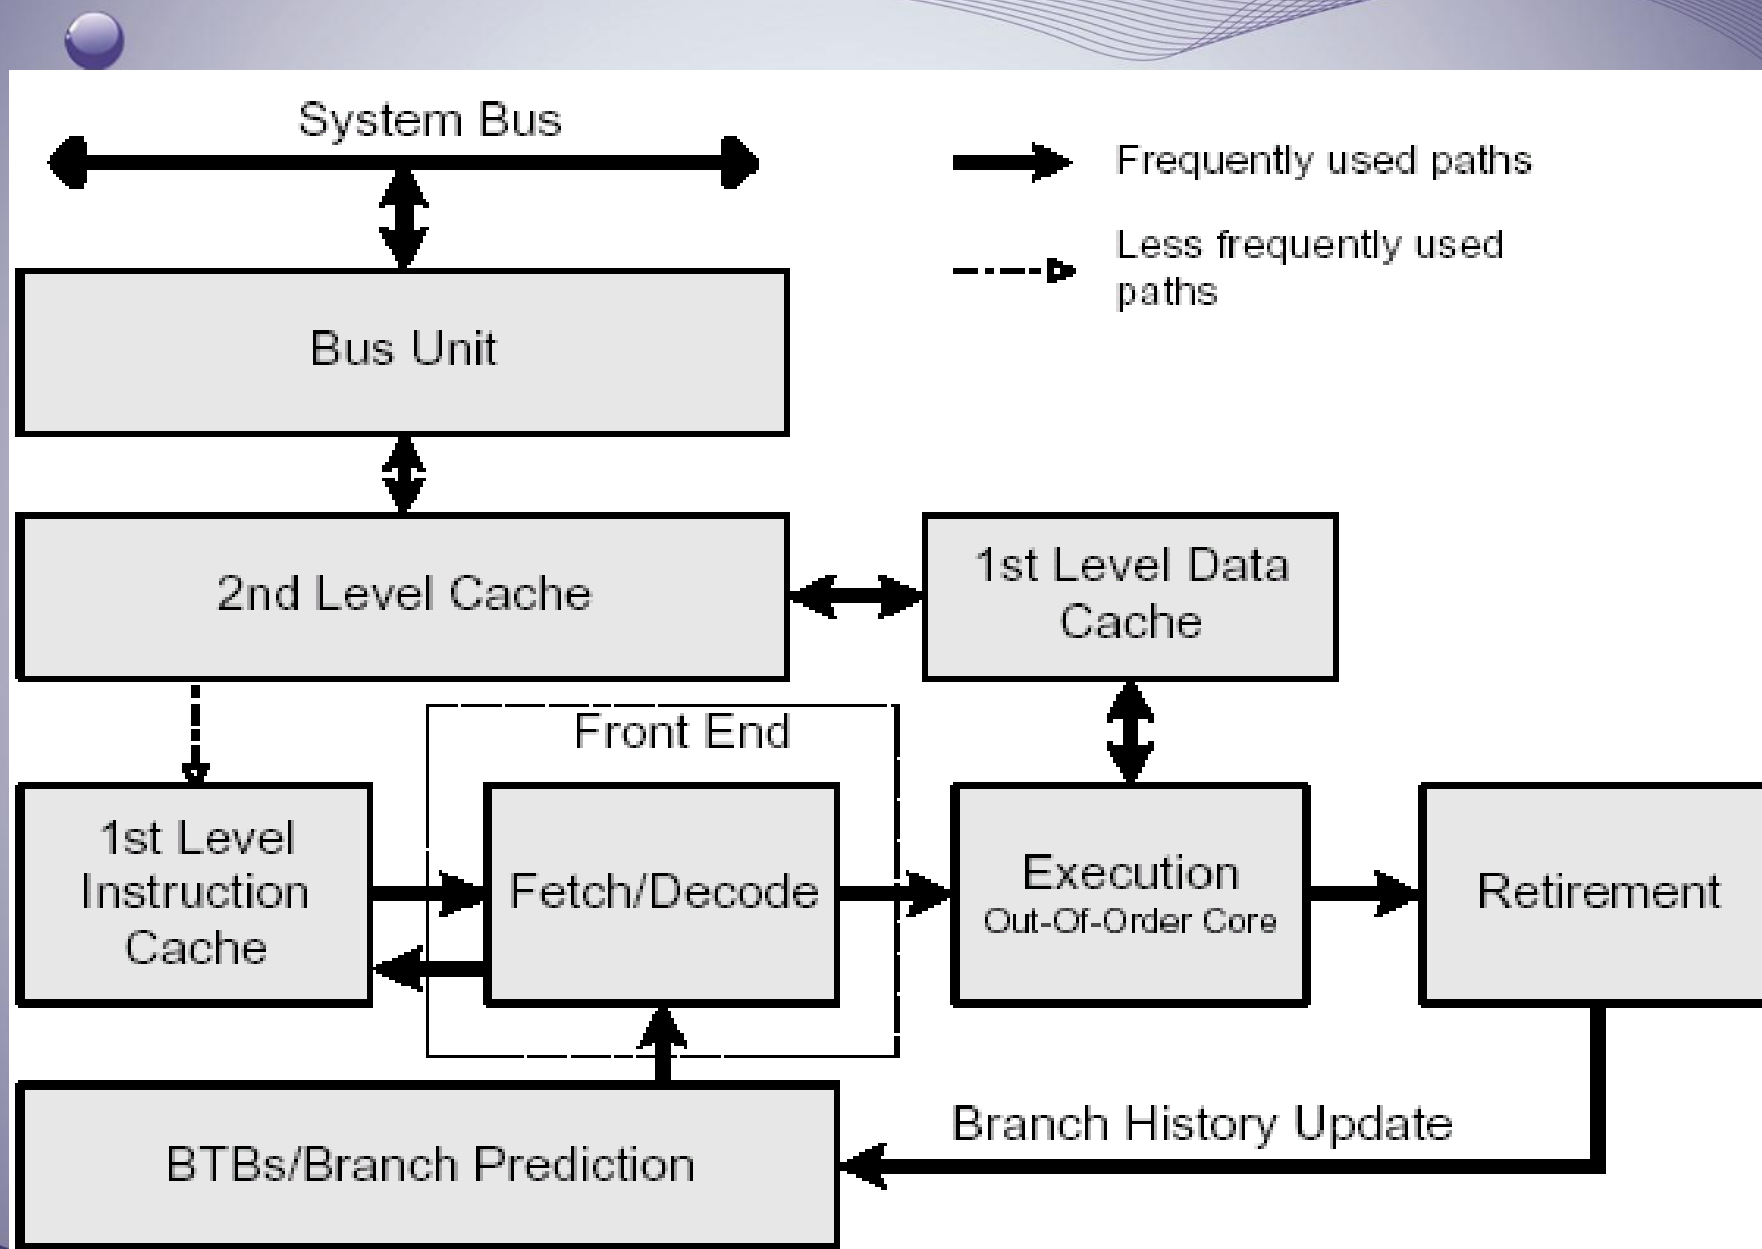 System Bus
Frequently used paths
Less frequently used
paths
Bus Unit
2nd Level Cache
1st Level Data
Cache
Front End
1st Level
Instruction
Cache
Fetch/Decode
Execution
Out-Of-Order Core
Retirement
Branch History Update
BTBs/Branch Prediction